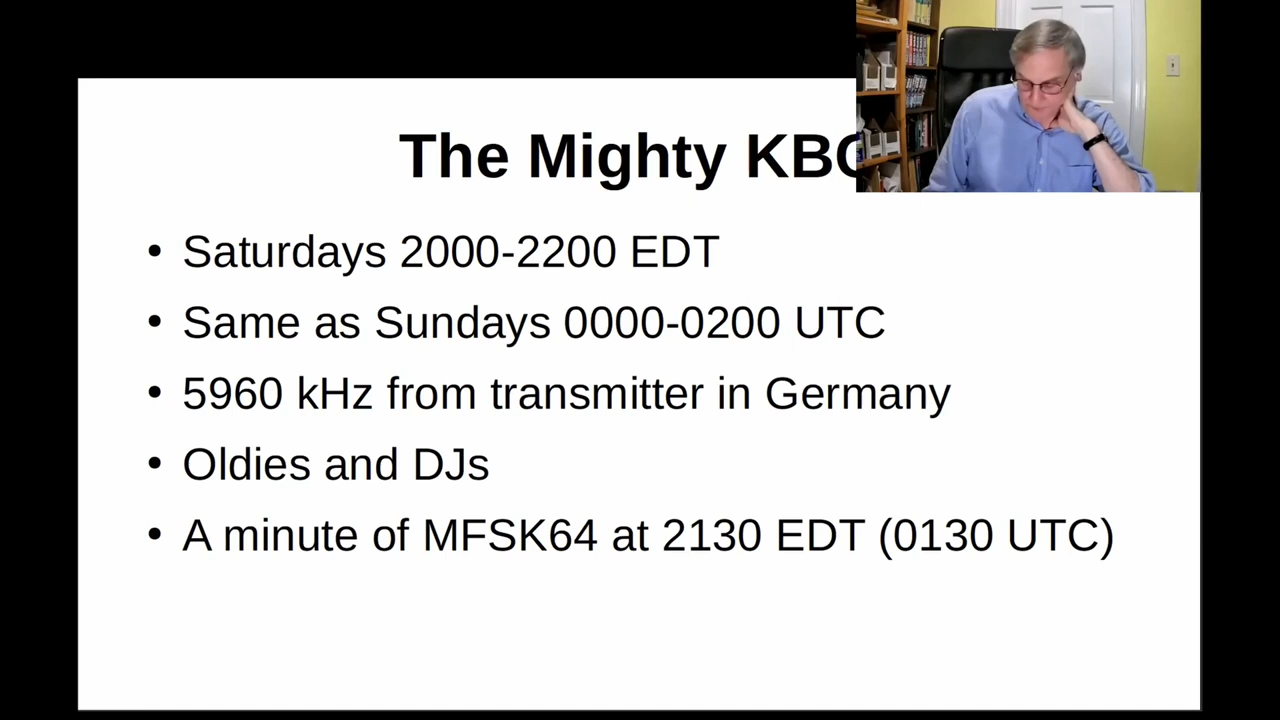 The Mighty KBC
• Saturdays 2000-2200 EDT
• Same as Sundays 0000-0200 UTC
• 5960 kHz from transmitter in Germany
• Oldies and DJs
• A minute of MFSK64 at 2130 EDT (0130 UTC)